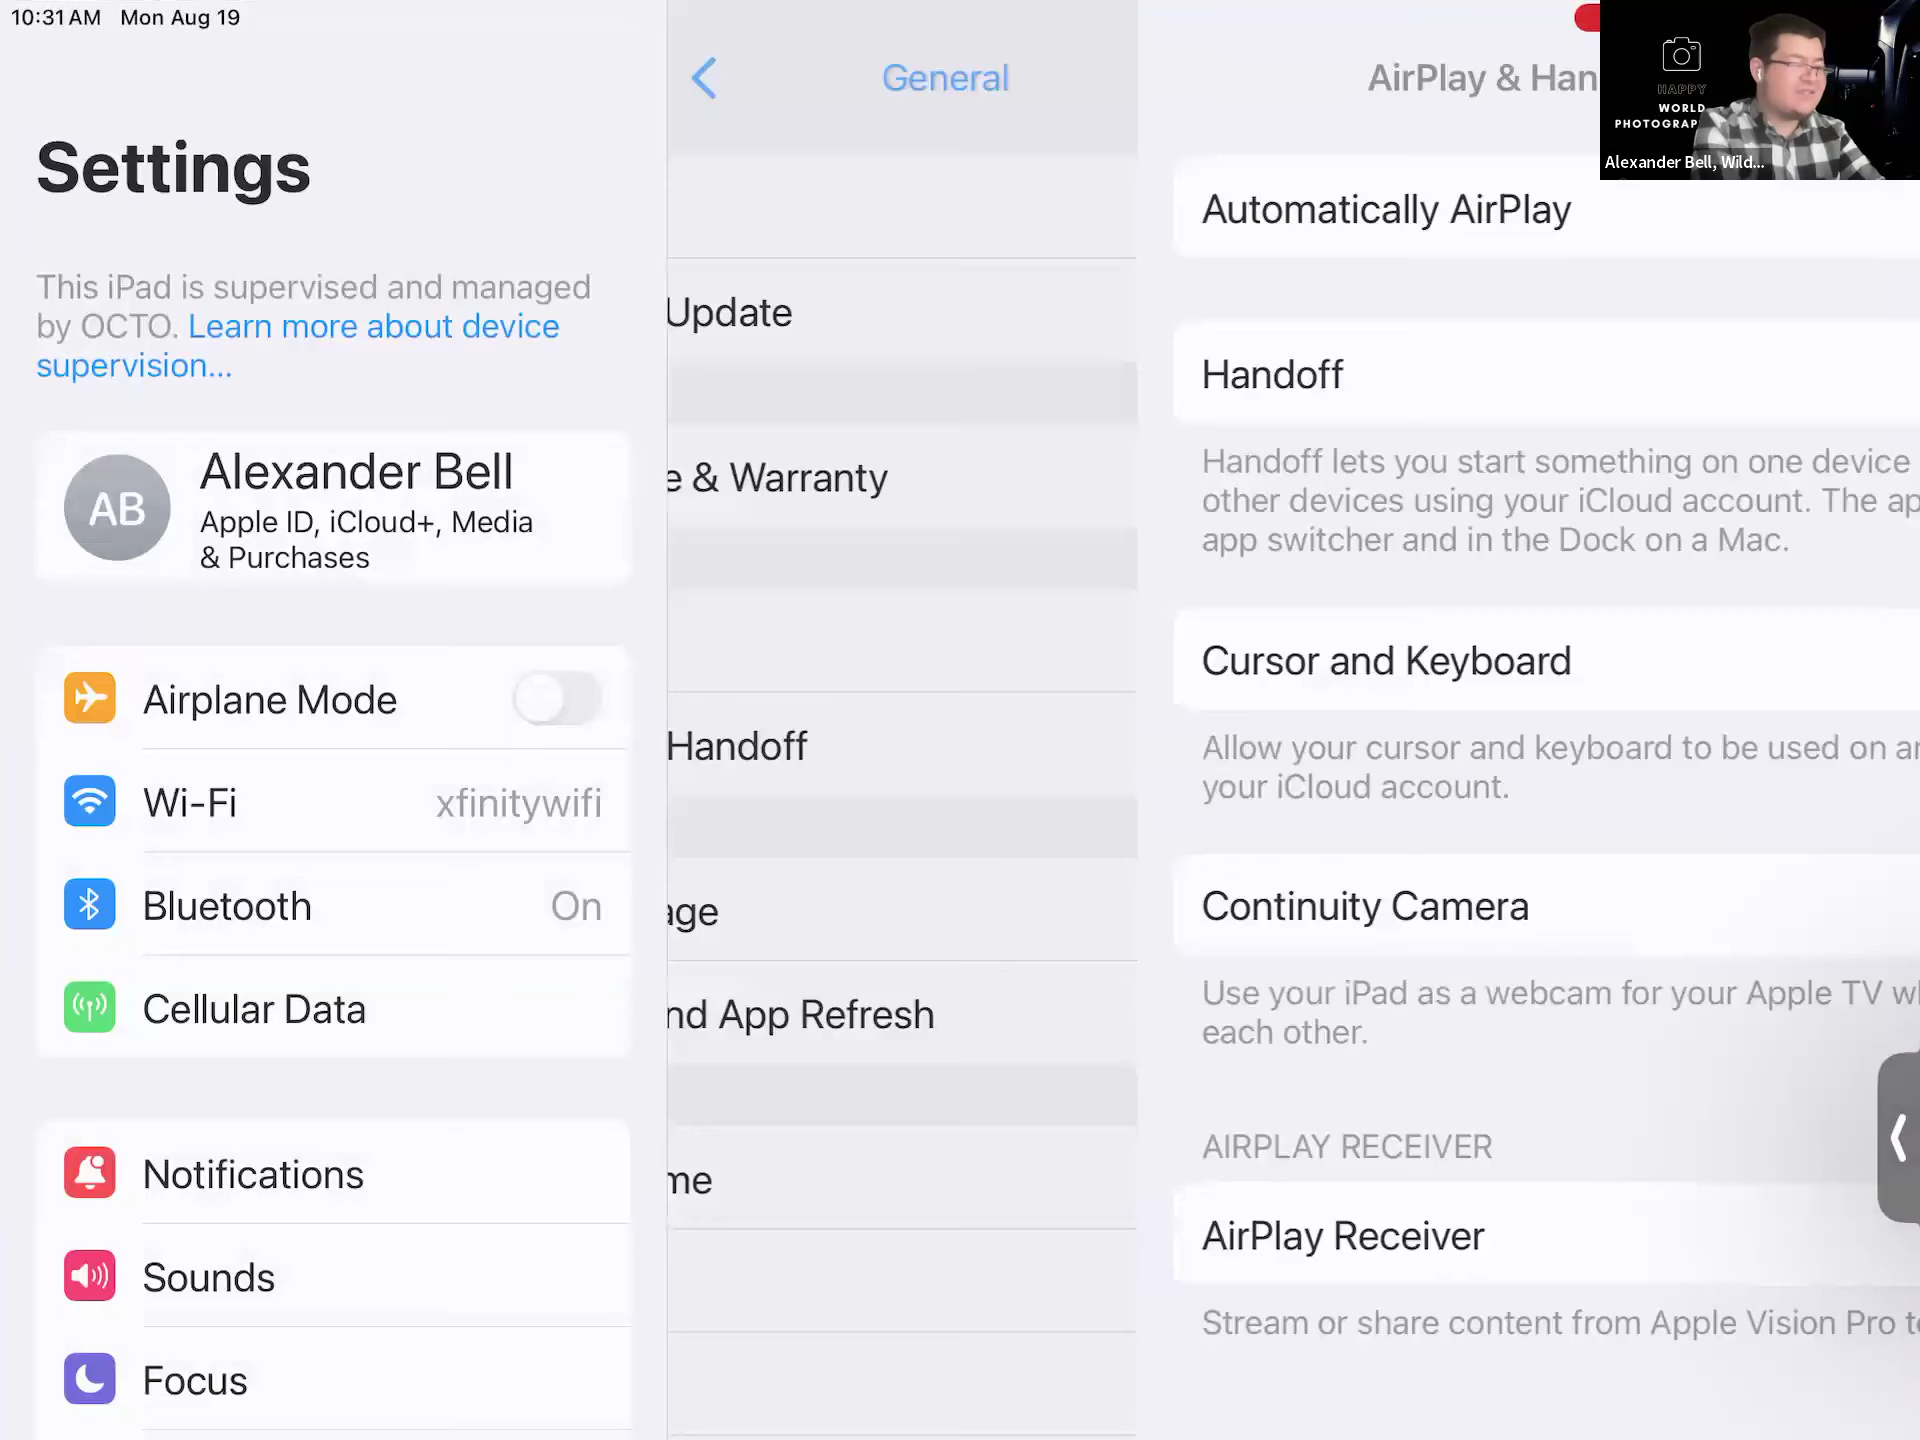 10:31 AM Mon Aug 19
Settings
This iPad is supervised and managed
by OCTO. Learn more about device
supervision...
AB
Alexander Bell
Apple ID, iCloud+, Media
& Purchases
Airplane Mode
Wi-Fi xfinitywifi
Bluetooth On
Cellular Data
Notifications
Sounds
Focus
General
Update
e & Warranty
Handoff
age
nd App Refresh
me
AirPlay & Han
Automatically AirPlay
Handoff
Handoff lets you start something on one device
other devices using your iCloud account. The ap
app switcher and in the Dock on a Mac.
Cursor and Keyboard
Allow your cursor and keyboard to be used on an
your iCloud account.
Continuity Camera
Use your iPad as a webcam for your Apple TV wh
each other.
AIRPLAY RECEIVER
AirPlay Receiver
Stream or share content from Apple Vision Pro to
HAPPY
WORLD
PHOTOGRAP
Alexander Bell, Wild...